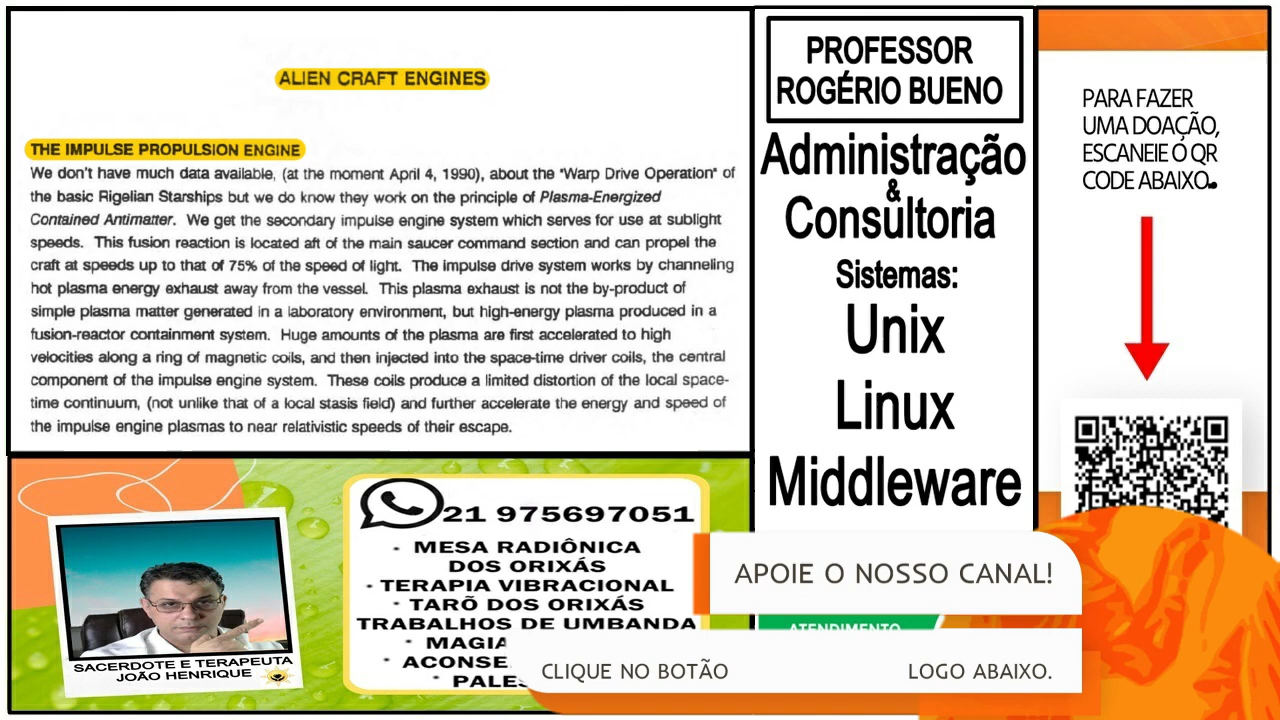 ALIEN CRAFT ENGINES
THE IMPULSE PROPULSION ENGINE
We don't have much data available, (at the moment April 4, 1990), about the "Warp Drive Operation" of
the basic Rigelian Starships but we do know they work on the principle of Plasma-Energized
Contained Antimatter. We get the secondary impulse engine system which serves for use at sublight
speeds. This fusion reaction is located aft of the main saucer command section and can propel the
craft at speeds up to that of 75% of the speed of light. The impulse drive system works by channeling
hot plasma energy exhaust away from the vessel. This plasma exhaust is not the by-product of
simple plasma matter generated in a laboratory environment, but high-energy plasma produced in a
fusion-reactor containment system. Huge amounts of the plasma are first accelerated to high
velocities along a ring of magnetic coils, and then injected into the space-time driver coils, the central
component of the impulse engine system. These coils produce a limited distortion of the local space-
time continuum, (not unlike that of a local stasis field) and further accelerate the energy and speed of
the impulse engine plasmas to near relativistic speeds of their escape.
PROFESSOR
ROGÉRIO BUENO
Administração
&
Consultoria
Sistemas:
Unix
Linux
Middleware
PARA FAZER
UMA DOAÇÃO,
ESCANEIE O QR
CODE ABAIXO.
SACERDOTE E TERAPEUTA
JOÃO HENRIQUE
21 975697051
· MESA RADIÔNICA
DOS ORIXÁS
· TERAPIA VIBRACIONAL
· TARÕ DOS ORIXÁS
TRABALHOS DE UMBANDA
· MAGIA
· ACONSE
· PALES
APOIE O NOSSO CANAL!
ATENDIMENTO
CLIQUE NO BOTÃO LOGO ABAIXO.